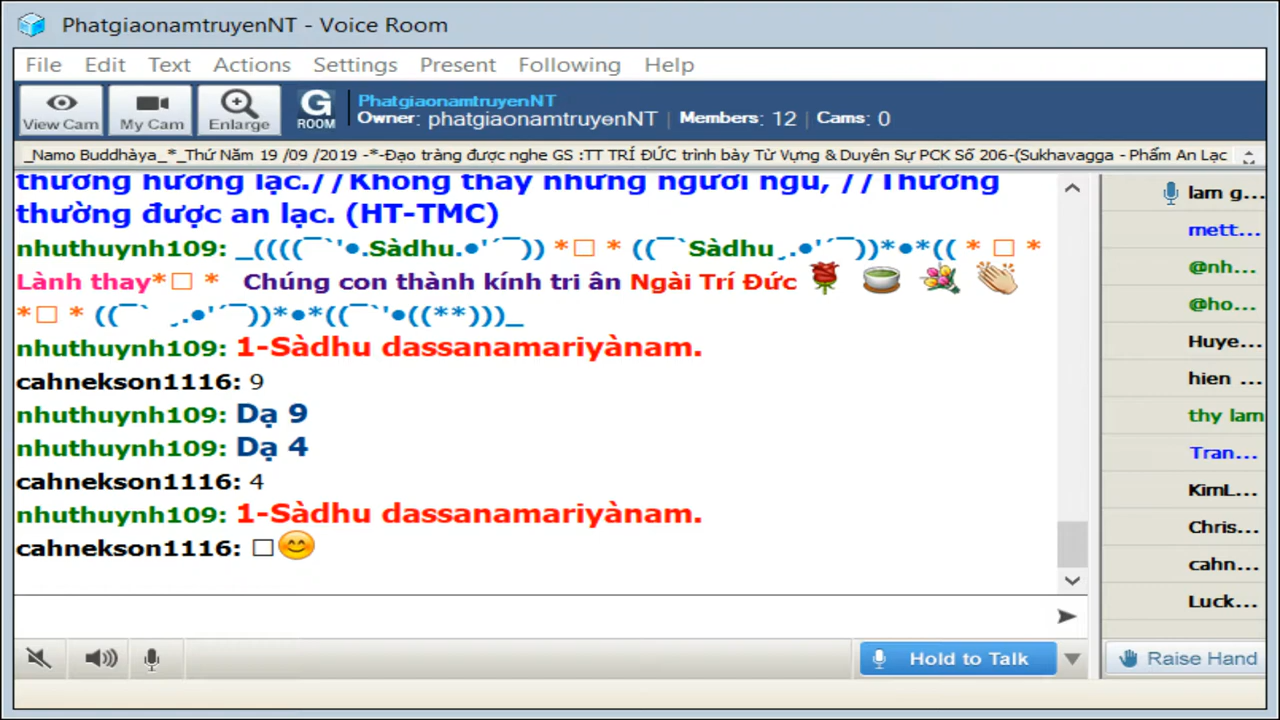 PhatgiaonamtruyenNT - Voice Room
File Edit Text Actions Settings Present Following Help
View Cam My Cam Enlarge G ROOM
PhatgiaonamtruyenNT
Owner: phatgiaonamtruyenNT | Members: 12 | Cams: 0
_Namo Buddhàya_*_Thứ Năm 19 /09 /2019 -*-Đạo tràng được nghe GS :TT TRÍ ĐỨC trình bày Từ Vựng & Duyên Sự PCK Số 206-(Sukhavagga - Phẩm An Lạc
thường hưởng lạc.//Không thấy những người ngu, //Thường
thường được an lạc. (HT-TMC)
nhuthuynh109: _((((¯`'●.Sàdhu.●'´¯)) *□ * ((¯`Sàdhu¸.●'´¯))*●*(( * □ *
Lành thay*□ * Chúng con thành kính tri ân Ngài Trí Đức 🌹 🍵 💐 👏
*□ * ((¯` ¸.●'´¯))*●*((¯`'●((**)))_
nhuthuynh109: 1-Sàdhu dassanamariyànam.
cahnekson1116: 9
nhuthuynh109: Dạ 9
nhuthuynh109: Dạ 4
cahnekson1116: 4
nhuthuynh109: 1-Sàdhu dassanamariyànam.
cahnekson1116: □😊
lam g...
mett...
@nh...
@ho...
Huye...
hien ...
thy lam
Tran...
KimL...
Chris...
cahn...
Luck...
Hold to Talk
Raise Hand